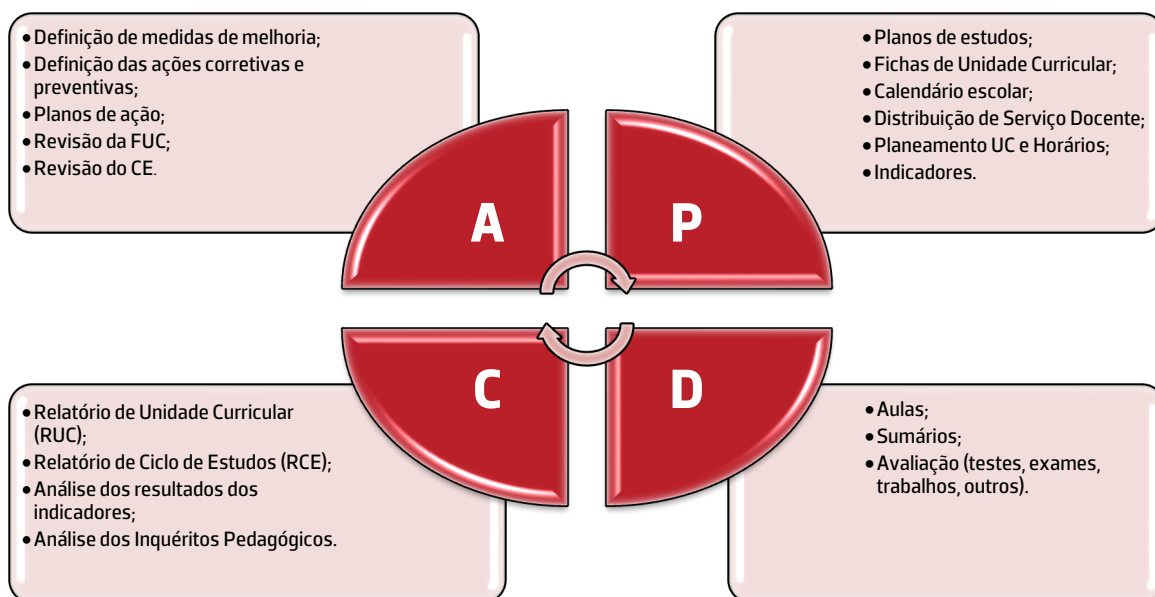 • Definição de medidas de melhoria;
• Definição das ações corretivas e
preventivas;
• Planos de ação;
• Revisão da FUC;
• Revisão do CE.
• Planos de estudos;
• Fichas de Unidade Curricular;
• Calendário escolar;
• Distribuição de Serviço Docente;
• Planeamento UC e Horários;
• Indicadores.
A
P
C
D
• Relatório de Unidade Curricular
(RUC);
• Relatório de Ciclo de Estudos (RCE);
• Análise dos resultados dos
indicadores;
• Análise dos Inquéritos Pedagógicos.
• Aulas;
• Sumários;
• Avaliação (testes, exames,
trabalhos, outros).